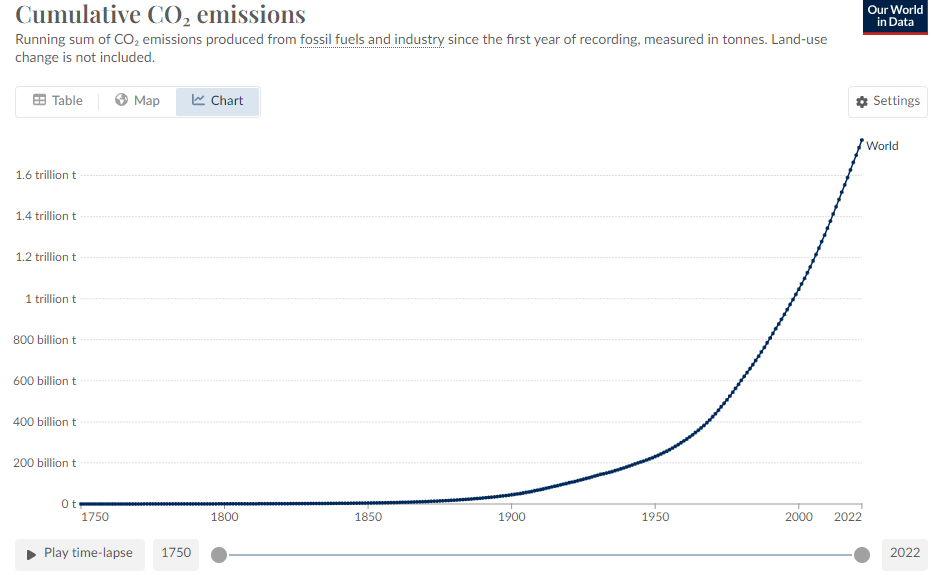 Cumulative CO₂ emissions
Our World
in Data
Running sum of CO₂ emissions produced from fossil fuels and industry since the first year of recording, measured in tonnes. Land-use
change is not included.
Table
Map
Chart
Settings
World
1.6 trillion t
1.4 trillion t
1.2 trillion t
1 trillion t
800 billion t
600 billion t
400 billion t
200 billion t
0 t
1750
1800
1850
1900
1950
2000
2022
Play time-lapse
1750
2022